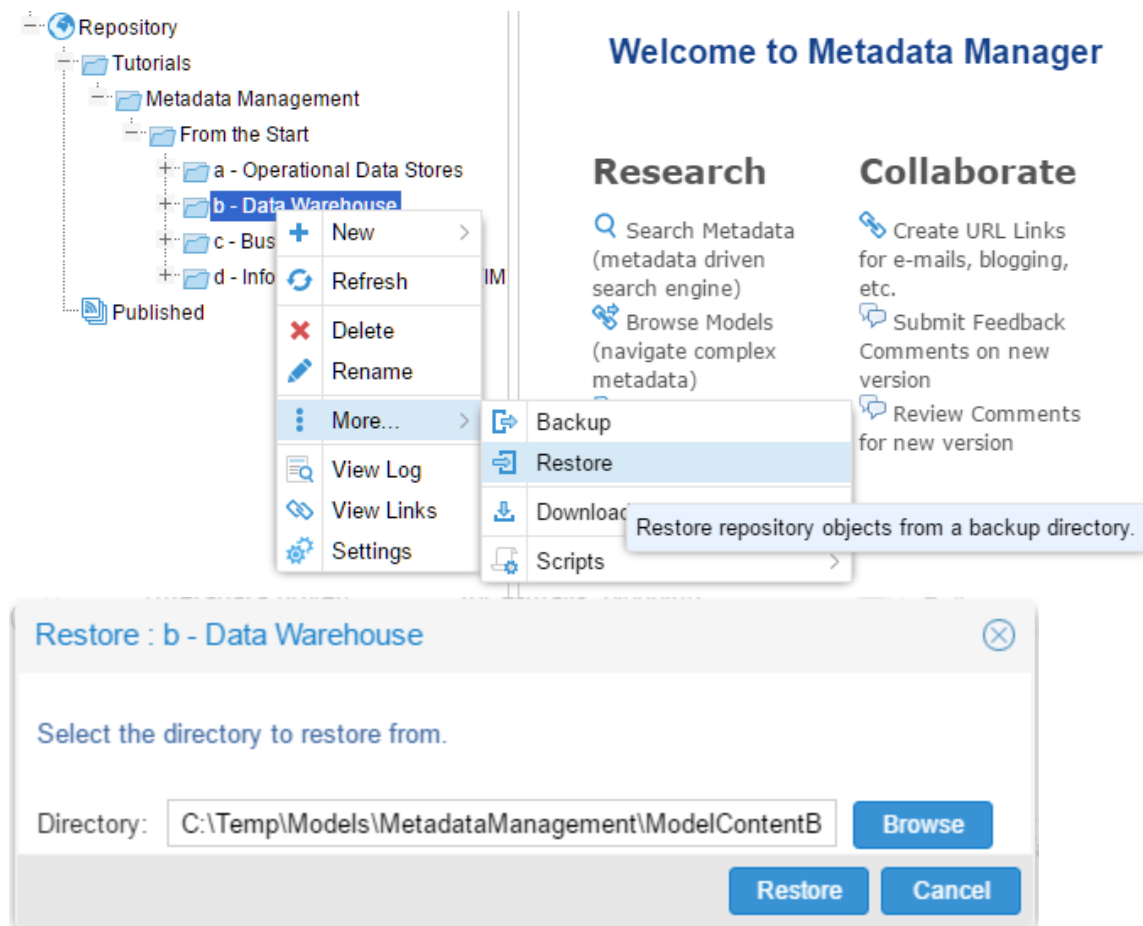 Repository
Tutorials
Metadata Management
From the Start
a - Operational Data Stores
b - Data Warehouse
c - Bus
d - Info
IM
Published
New
Refresh
Delete
Rename
More...
View Log
View Links
Settings
Backup
Restore
Download
Scripts
Restore repository objects from a backup directory.
Welcome to Metadata Manager
Research
Search Metadata
(metadata driven
search engine)
Browse Models
(navigate complex
metadata)
Collaborate
Create URL Links
for e-mails, blogging,
etc.
Submit Feedback
Comments on new
version
Review Comments
for new version
Restore : b - Data Warehouse
Select the directory to restore from.
Directory: C:\Temp\Models\MetadataManagement\ModelContentB Browse
Restore Cancel